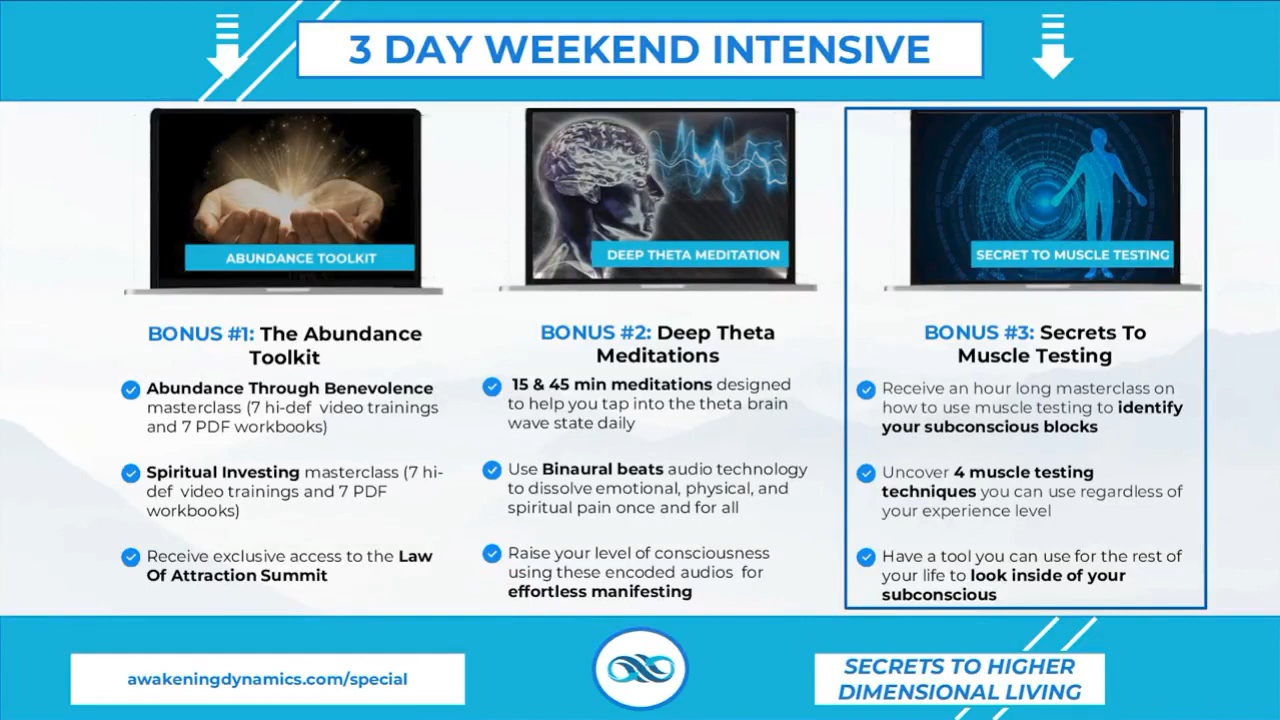 3 DAY WEEKEND INTENSIVE
ABUNDANCE TOOLKIT
BONUS #1: The Abundance
Toolkit
Abundance Through Benevolence
masterclass (7 hi-def video trainings
and 7 PDF workbooks)
Spiritual Investing masterclass (7 hi-
def video trainings and 7 PDF
workbooks)
Receive exclusive access to the Law
Of Attraction Summit
DEEP THETA MEDITATION
BONUS #2: Deep Theta
Meditations
15 & 45 min meditations designed
to help you tap into the theta brain
wave state daily
Use Binaural beats audio technology
to dissolve emotional, physical, and
spiritual pain once and for all
Raise your level of consciousness
using these encoded audios for
effortless manifesting
SECRET TO MUSCLE TESTING
BONUS #3: Secrets To
Muscle Testing
Receive an hour long masterclass on
how to use muscle testing to identify
your subconscious blocks
Uncover 4 muscle testing
techniques you can use regardless of
your experience level
Have a tool you can use for the rest of
your life to look inside of your
subconscious
awakeningdynamics.com/special
SECRETS TO HIGHER
DIMENSIONAL LIVING